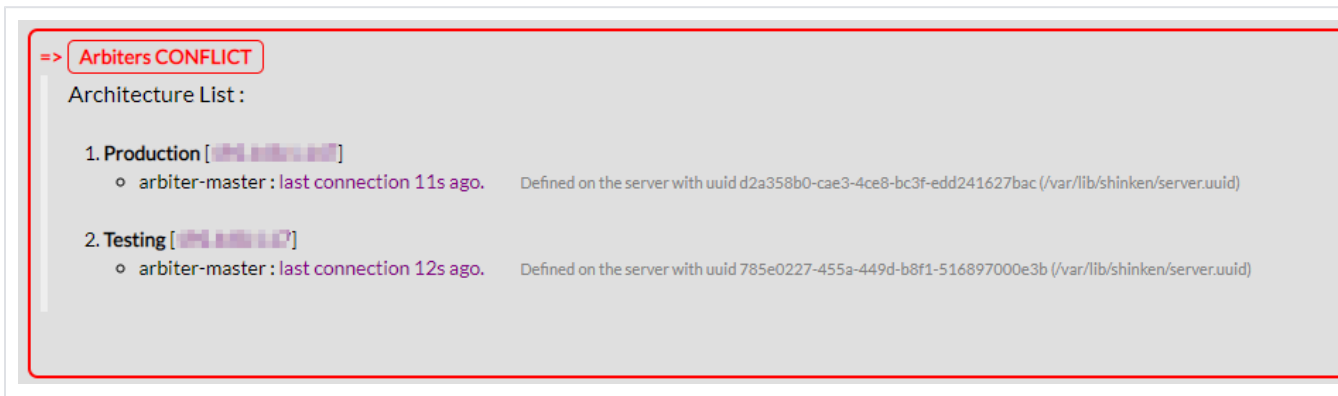 => Arbiters CONFLICT
Architecture List :
1. Production [ ]
o arbiter-master : last connection 11s ago. Defined on the server with uuid d2a358b0-cae3-4ce8-bc3f-edd241627bac (/var/lib/shinken/server.uuid)
2. Testing [ ]
o arbiter-master : last connection 12s ago. Defined on the server with uuid 785e0227-455a-449d-b8f1-516897000e3b (/var/lib/shinken/server.uuid)